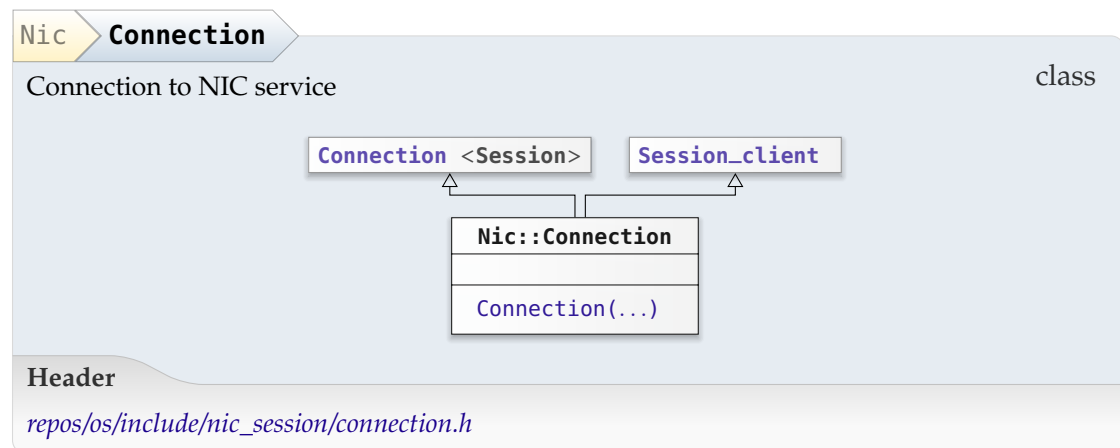 Nic Connection
class
Connection to NIC service
Connection <Session> Session_client
Nic::Connection
Connection(...)
Header
repos/os/include/nic_session/connection.h